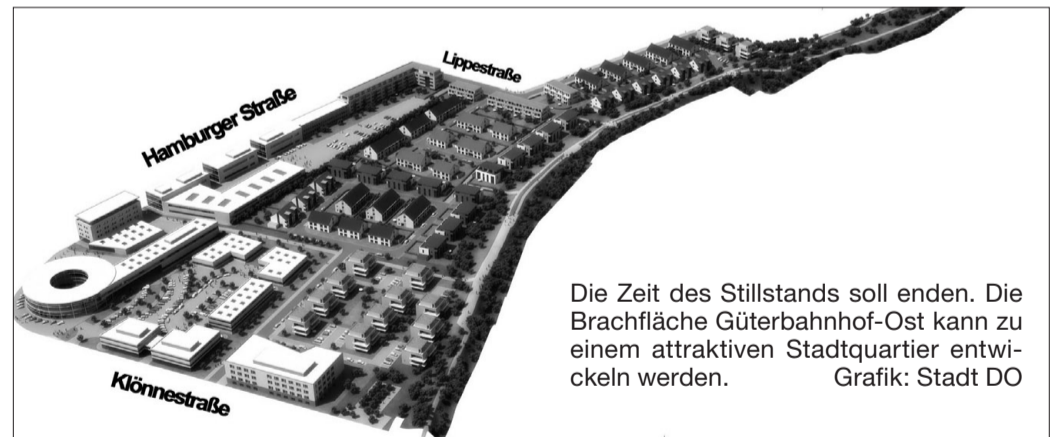 Lippestraße
Hamburger Straße
Klönnestraße
Die Zeit des Stillstands soll enden. Die
Brachfläche Güterbahnhof-Ost kann zu
einem attraktiven Stadtquartier entwi-
ckeln werden. Grafik: Stadt DO